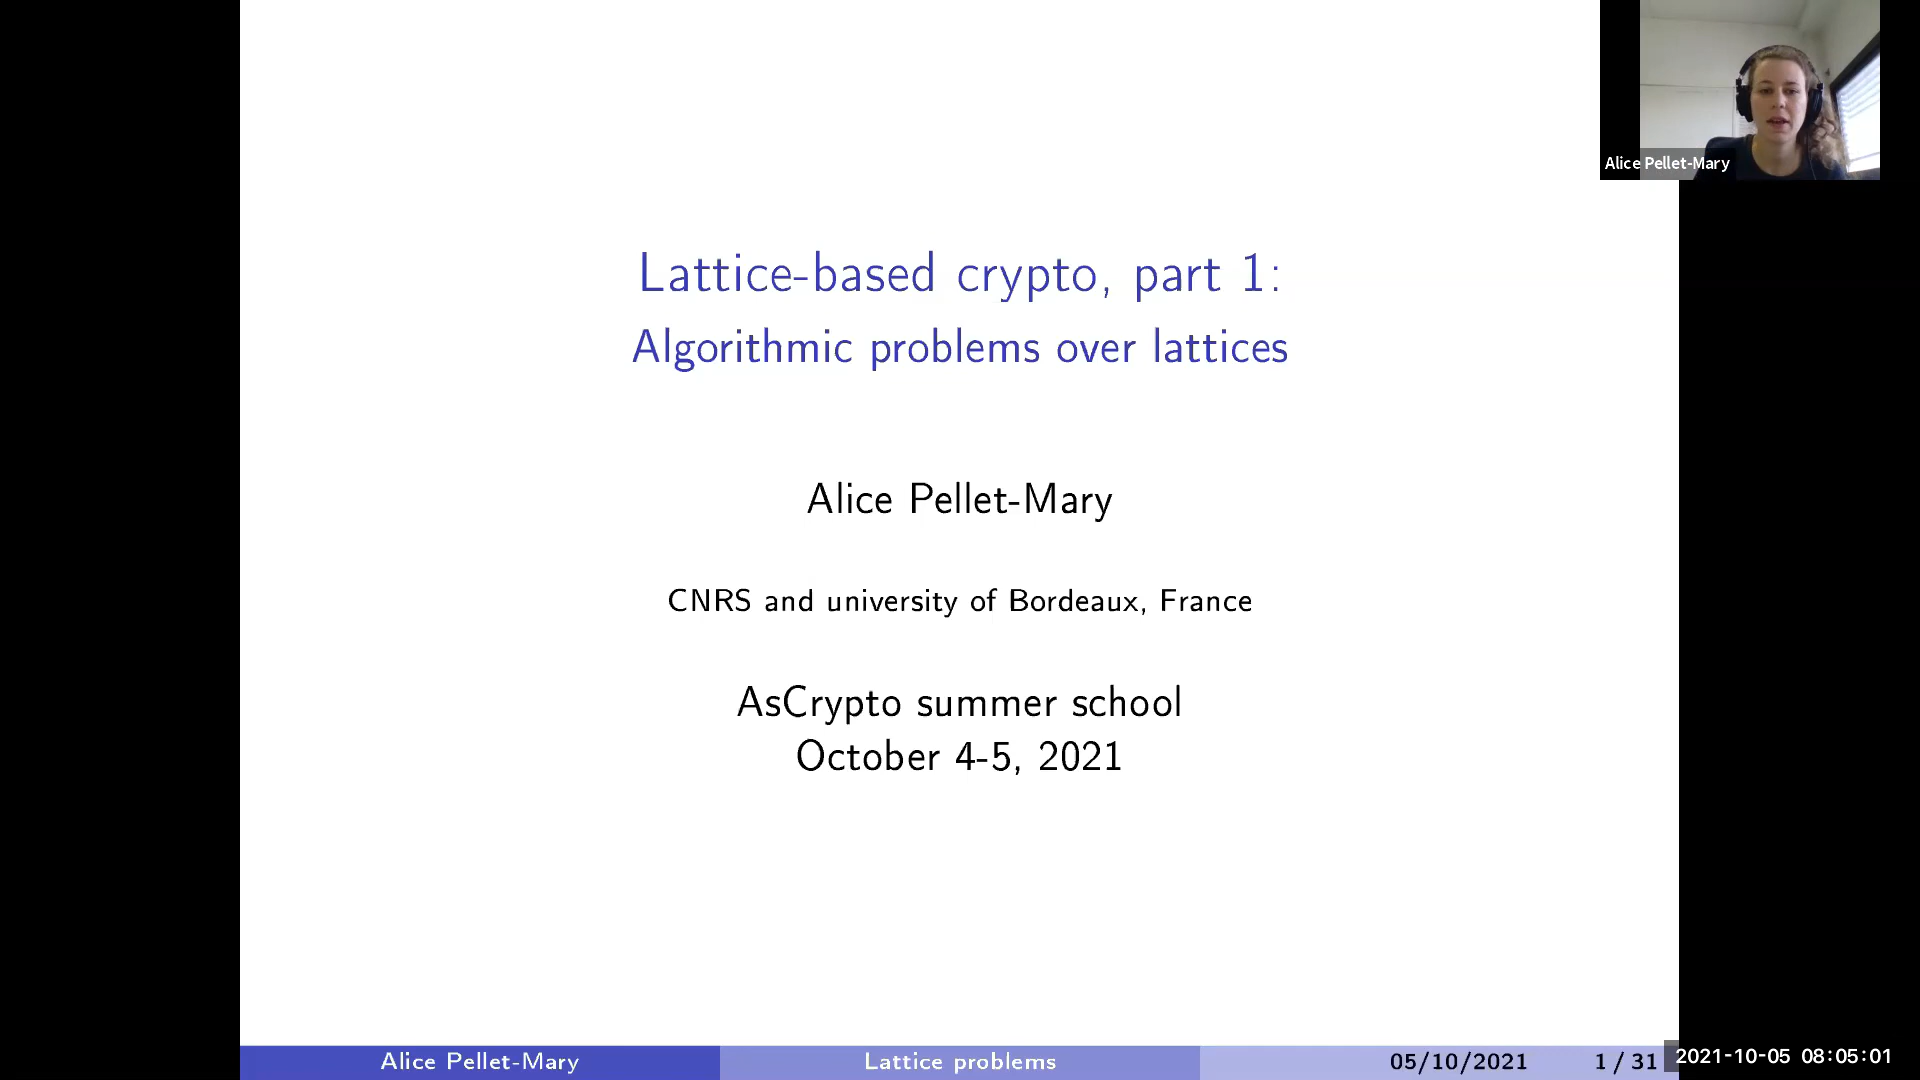 Alice Pellet-Mary
Lattice-based crypto, part 1:
Algorithmic problems over lattices
Alice Pellet-Mary
CNRS and university of Bordeaux, France
AsCrypto summer school
October 4-5, 2021
Alice Pellet-Mary
Lattice problems
05/10/2021
1 / 31
2021-10-05 08:05:01